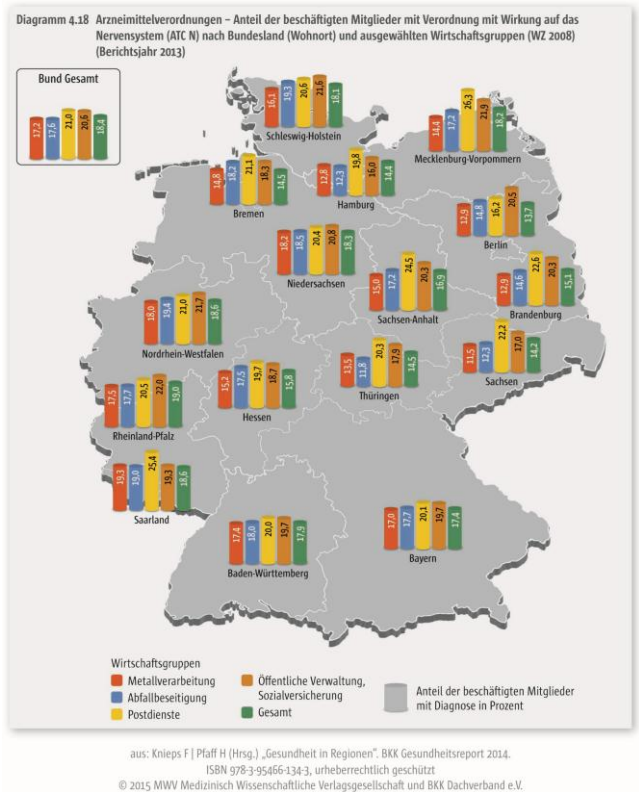 Diagramm 4.18 Arzneimittelverordnungen – Anteil der beschäftigten Mitglieder mit Verordnung mit Wirkung auf das
Nervensystem (ATC N) nach Bundesland (Wohnort) und ausgewählten Wirtschaftsgruppen (WZ 2008)
(Berichtsjahr 2013)
Bund Gesamt
17,2 17,6 21,0 20,6 18,4
16,1 19,3 20,6 21,6 18,1
Schleswig-Holstein
14,4 17,2 26,3 21,9 18,2
Mecklenburg-Vorpommern
14,8 18,2 21,1 18,3 14,5
Bremen
12,8 12,3 19,8 16,0 14,4
Hamburg
12,9 14,8 16,2 20,5 13,7
Berlin
18,2 18,5 20,4 20,8 18,3
Niedersachsen
15,0 17,2 24,5 20,3 16,9
Sachsen-Anhalt
12,9 14,6 22,6 20,3 15,1
Brandenburg
18,0 19,4 21,0 21,7 18,6
Nordrhein-Westfalen
11,5 12,3 22,2 17,0 14,2
Sachsen
13,5 11,8 20,3 17,9 14,5
Thüringen
15,2 17,5 19,7 18,7 15,8
Hessen
17,5 17,7 20,5 22,0 19,0
Rheinland-Pfalz
19,3 19,0 25,4 19,3 18,6
Saarland
17,4 18,0 20,0 19,7 17,9
Baden-Württemberg
17,0 17,7 20,1 19,7 17,4
Bayern
Wirtschaftsgruppen
Metallverarbeitung
Abfallbeseitigung
Postdienste
Öffentliche Verwaltung,
Sozialversicherung
Gesamt
Anteil der beschäftigten Mitglieder
mit Diagnose in Prozent
aus: Knieps F | Pfaff H (Hrsg.) „Gesundheit in Regionen“. BKK Gesundheitsreport 2014.
ISBN 978-3-95466-134-3, urheberrechtlich geschützt
© 2015 MWV Medizinisch Wissenschaftliche Verlagsgesellschaft und BKK Dachverband e.V.